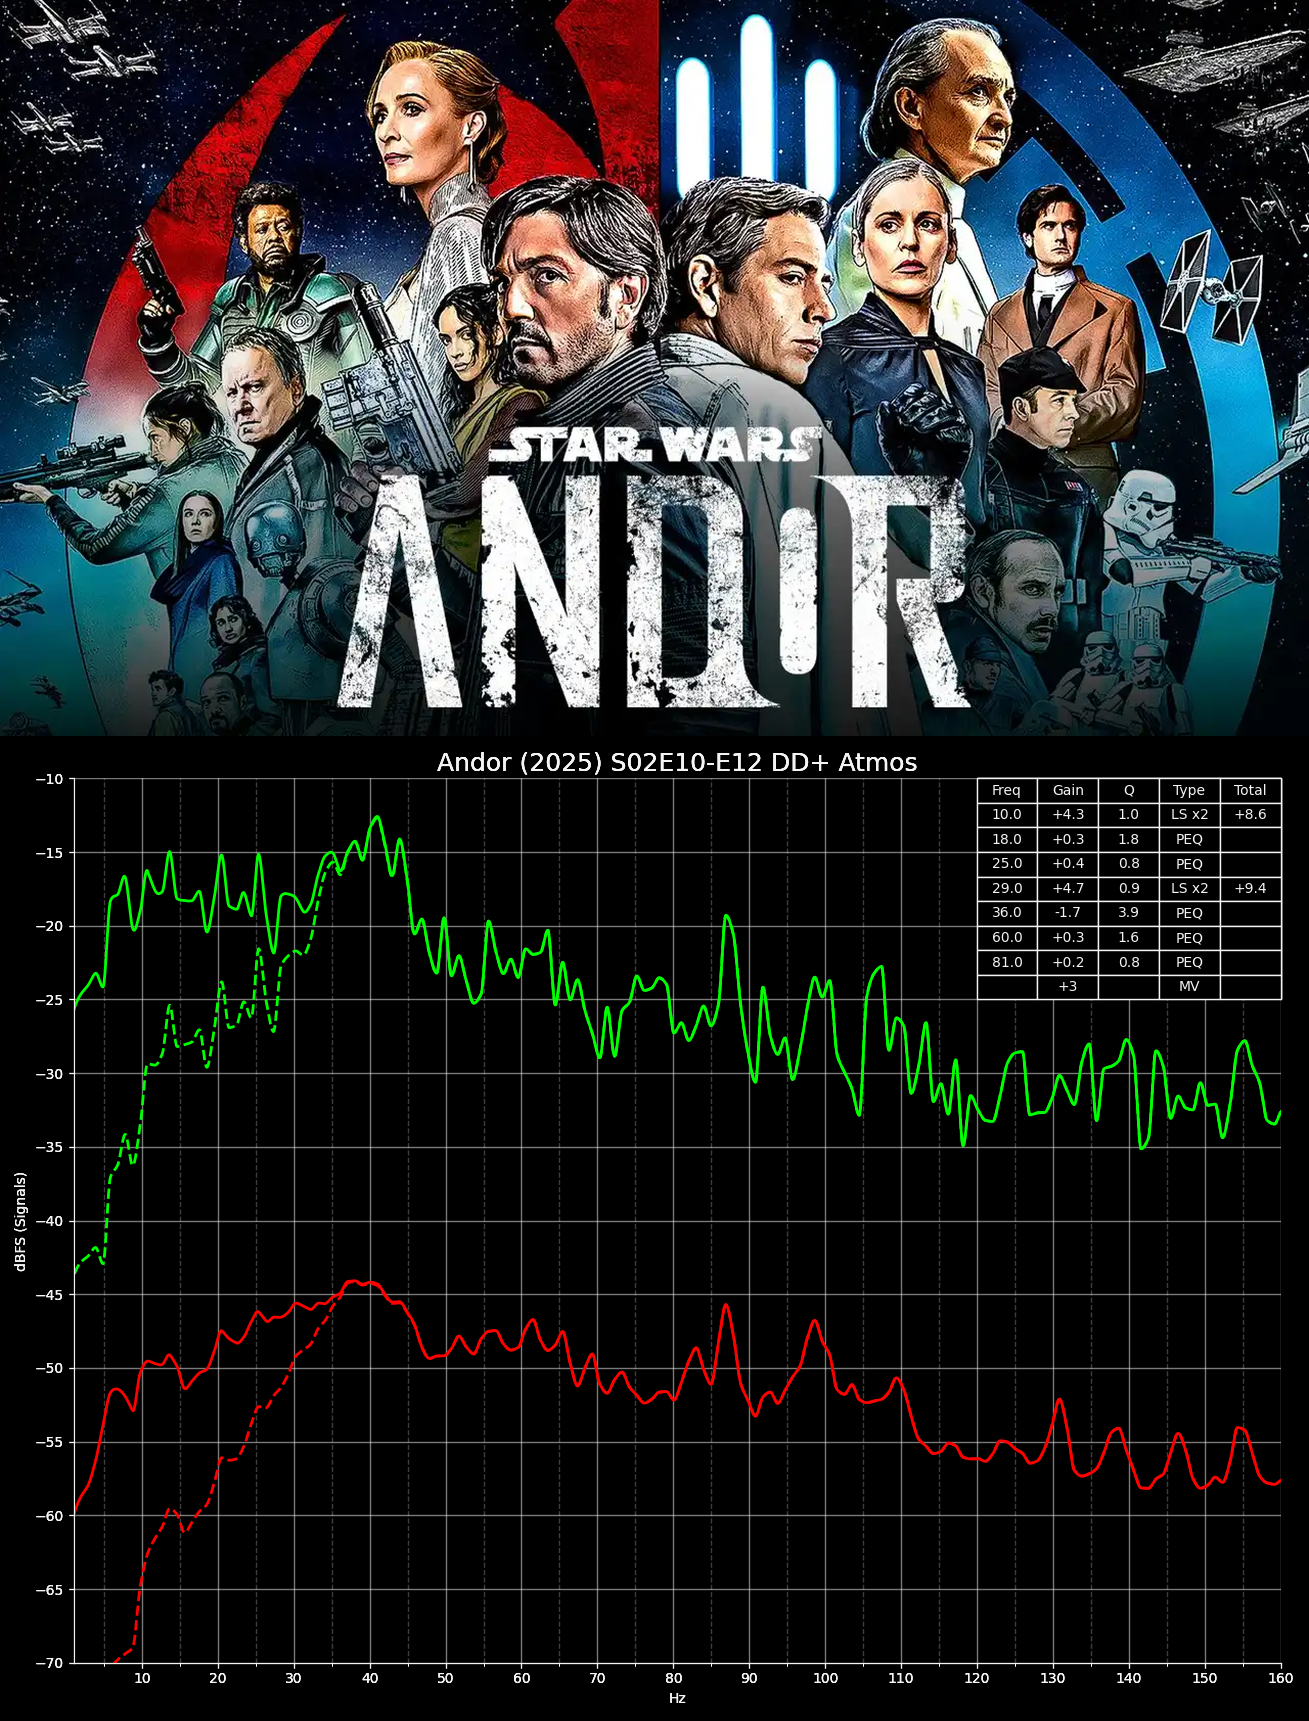 STAR WARS
ANDOR
Andor (2025) S02E10-E12 DD+ Atmos
Freq Gain Q Type Total
10.0 +4.3 1.0 LS x2 +8.6
18.0 +0.3 1.8 PEQ
25.0 +0.4 0.8 PEQ
29.0 +4.7 0.9 LS x2 +9.4
36.0 -1.7 3.9 PEQ
60.0 +0.3 1.6 PEQ
81.0 +0.2 0.8 PEQ
+3 MV
−10
−15
−20
−25
−30
−35
−40
−45
−50
−55
−60
−65
−70
dBFS (Signals)
10 20 30 40 50 60 70 80 90 100 110 120 130 140 150 160
Hz